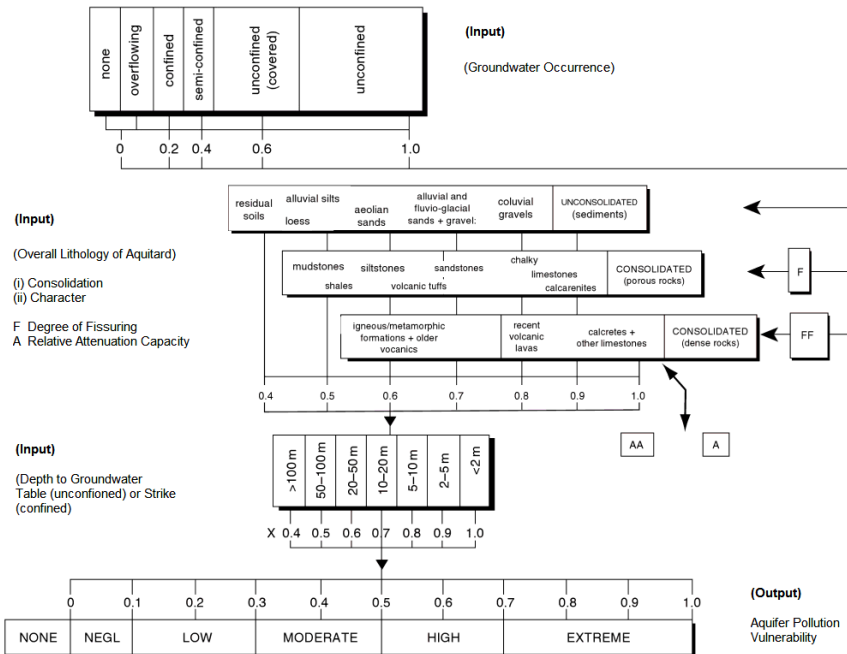 none
overflowing
confined
semi-confined
unconfined
(covered)
unconfined
(Input)
(Groundwater Occurrence)
0
0.2
0.4
0.6
1.0
(Input)
(Overall Lithology of Aquitard)
(i) Consolidation
(ii) Character
F Degree of Fissuring
A Relative Attenuation Capacity
residual
soils
alluvial silts
loess
aeolian
sands
alluvial and
fluvio-glacial
sands + gravel:
coluvial
gravels
UNCONSOLIDATED
(sediments)
mudstones
shales
siltstones
volcanic tuffs
sandstones
chalky
limestones
calcarenites
CONSOLIDATED
(porous rocks)
F
igneous/metamorphic
formations + older
vocanics
recent
volcanic
lavas
calcretes +
other limestones
CONSOLIDATED
(dense rocks)
FF
0.4
0.5
0.6
0.7
0.8
0.9
1.0
AA
A
(Input)
(Depth to Groundwater
Table (unconfioned) or Strike
(confined)
>100 m
50–100 m
20–50 m
10–20 m
5–10 m
2–5 m
<2 m
X 0.4 0.5 0.6 0.7 0.8 0.9 1.0
0 0.1 0.2 0.3 0.4 0.5 0.6 0.7 0.8 0.9 1.0
NONE NEGL LOW MODERATE HIGH EXTREME
(Output)
Aquifer Pollution
Vulnerability